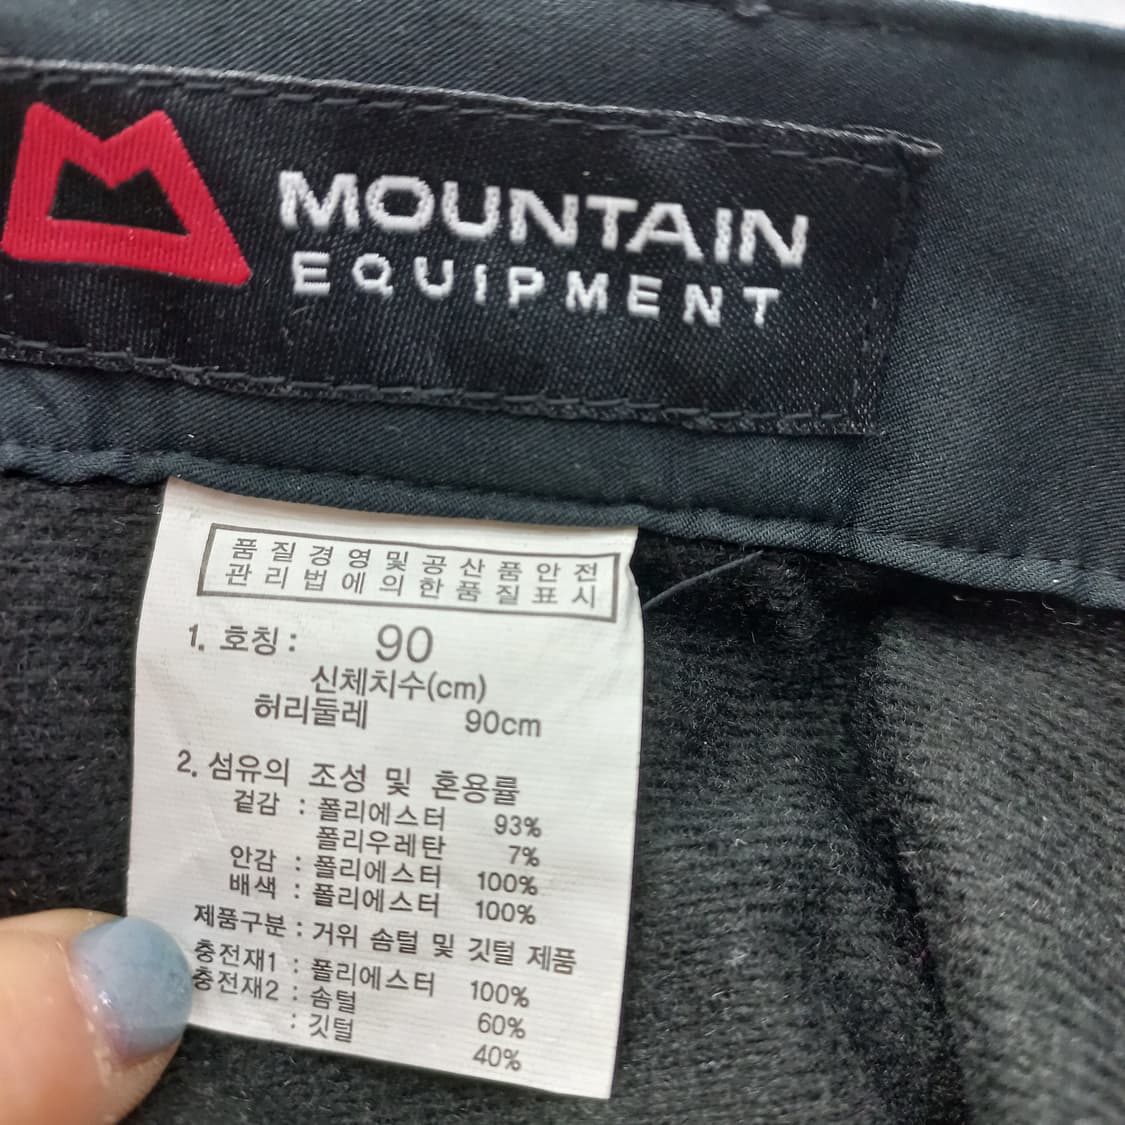 MOUNTAIN
EQUIPMENT
품질경영및공산품안전
관리법에의한품질표시
1. 호칭 : 90
신체치수(cm)
허리둘레 90cm
2. 섬유의 조성 및 혼용률
겉감 : 폴리에스터 93%
폴리우레탄 7%
안감 : 폴리에스터 100%
배색 : 폴리에스터 100%
제품구분 : 거위 솜털 및 깃털 제품
충전재1 : 폴리에스터 100%
충전재2 : 솜털 60%
: 깃털 40%